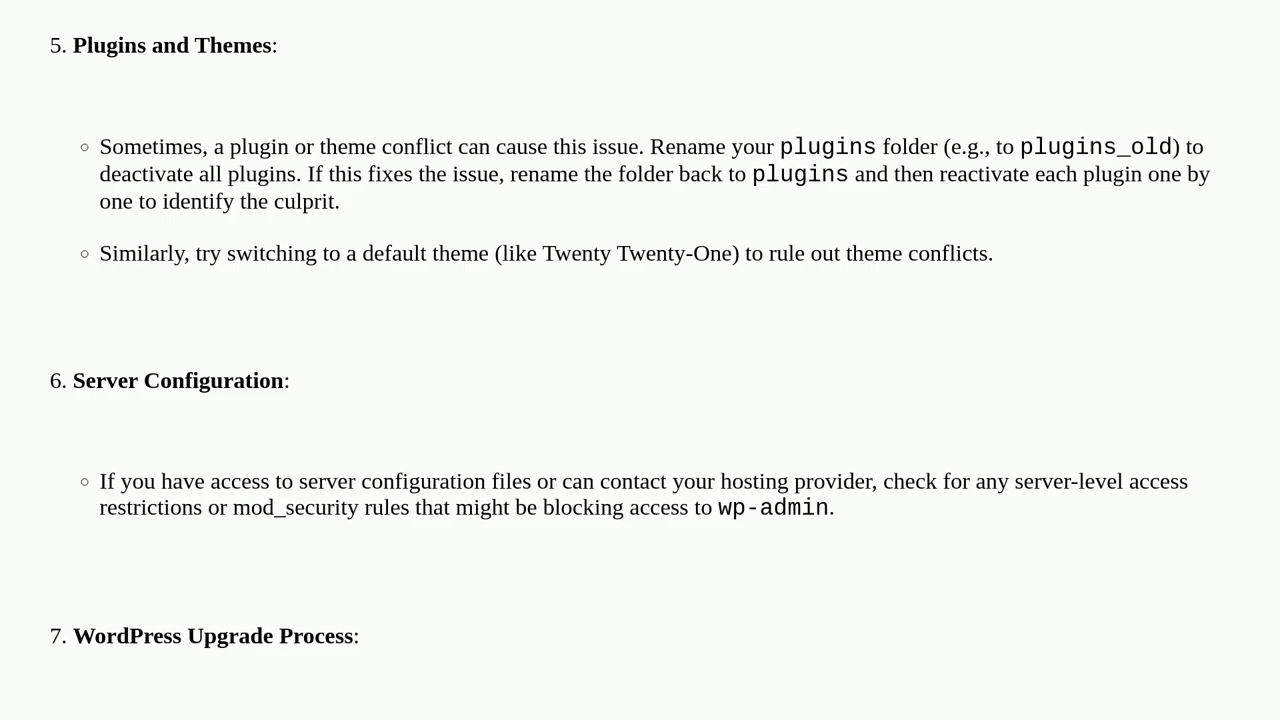 5. Plugins and Themes:
◦ Sometimes, a plugin or theme conflict can cause this issue. Rename your plugins folder (e.g., to plugins_old) to
deactivate all plugins. If this fixes the issue, rename the folder back to plugins and then reactivate each plugin one by
one to identify the culprit.
◦ Similarly, try switching to a default theme (like Twenty Twenty-One) to rule out theme conflicts.
6. Server Configuration:
◦ If you have access to server configuration files or can contact your hosting provider, check for any server-level access
restrictions or mod_security rules that might be blocking access to wp-admin.
7. WordPress Upgrade Process: